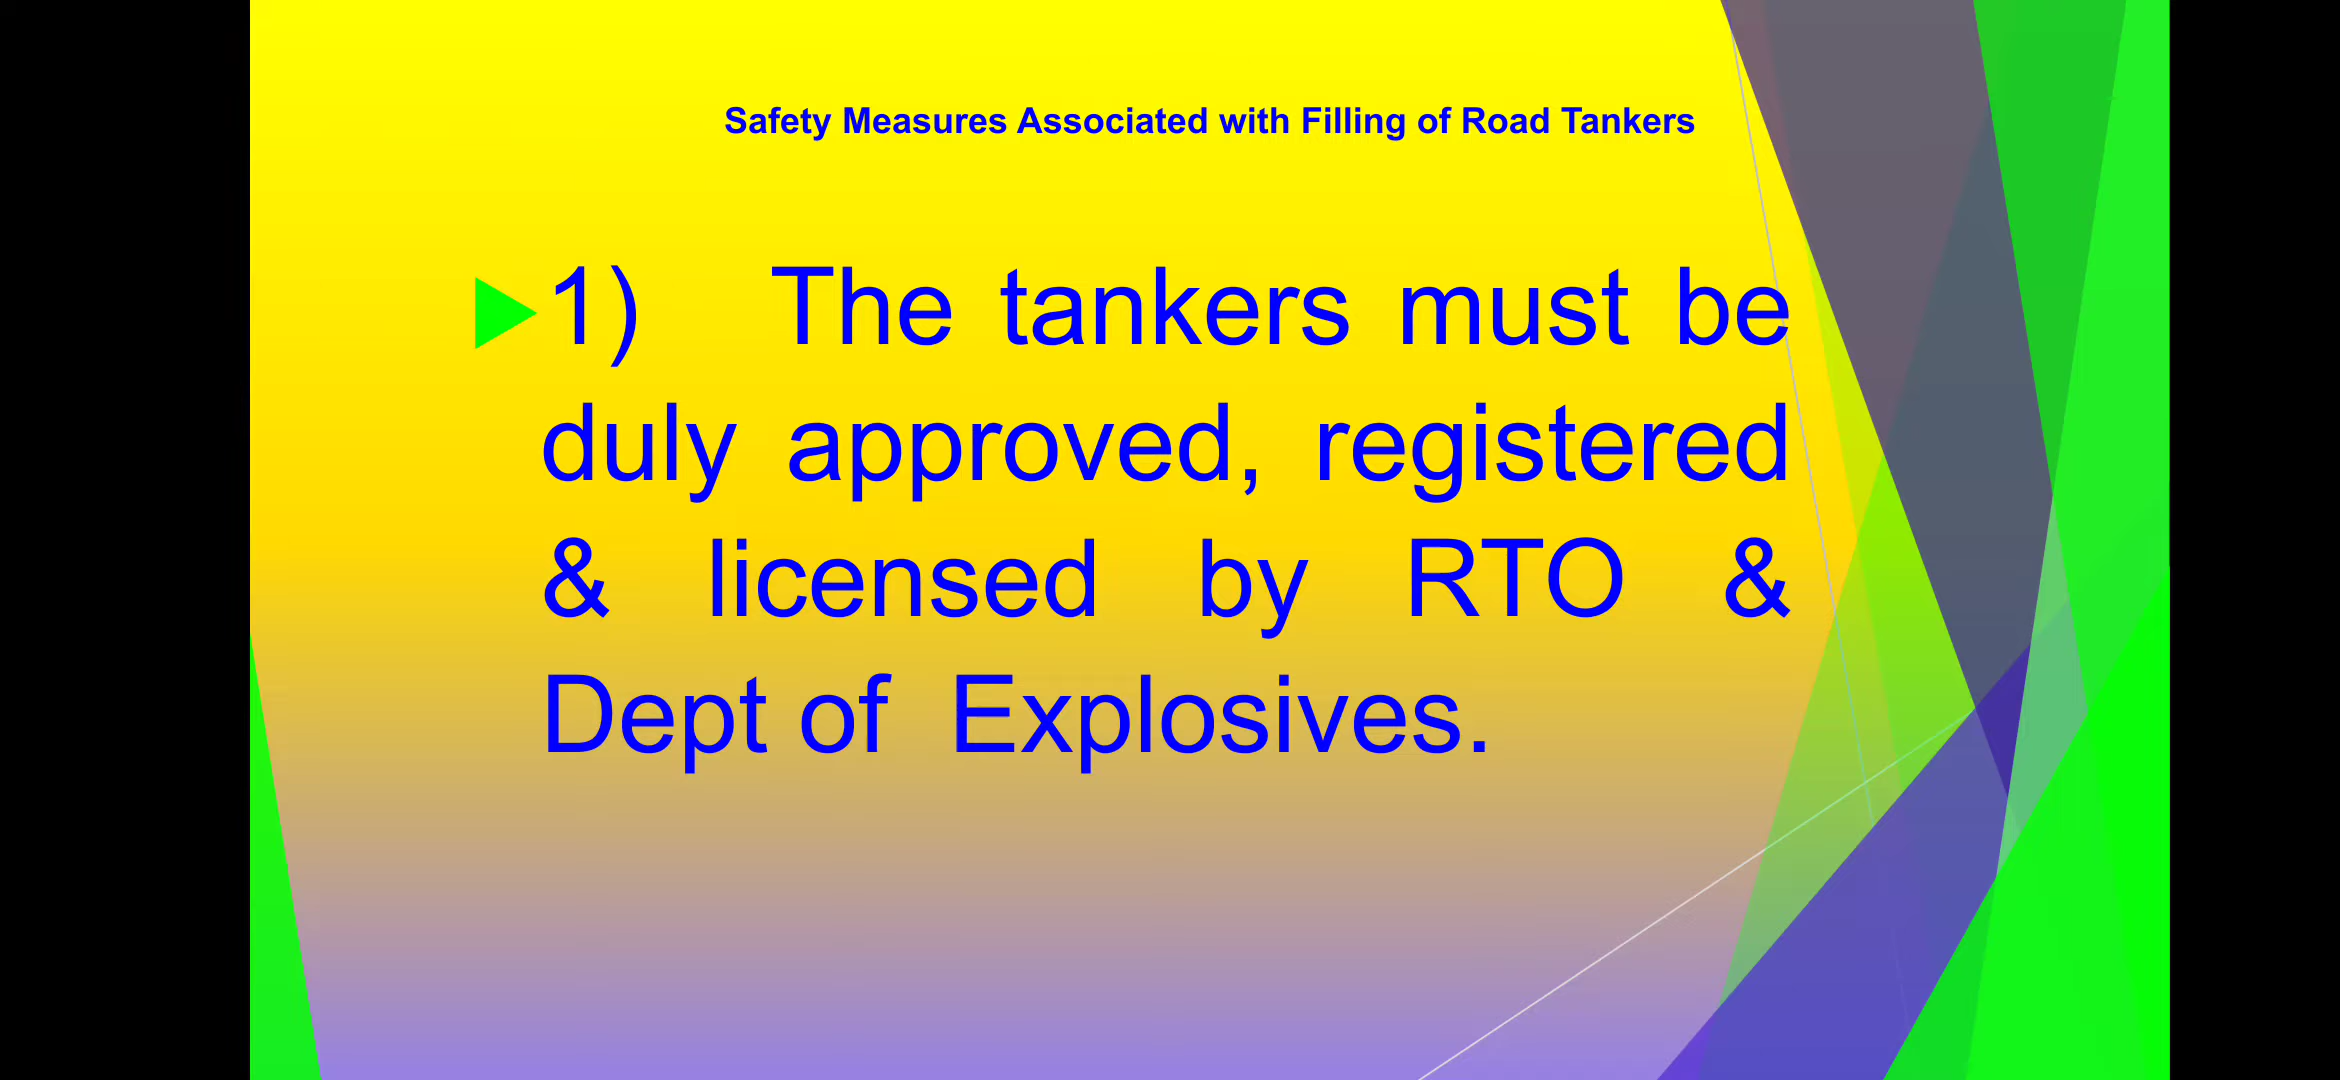 Safety Measures Associated with Filling of Road Tankers
1) The tankers must be
duly approved, registered
& licensed by RTO &
Dept of Explosives.